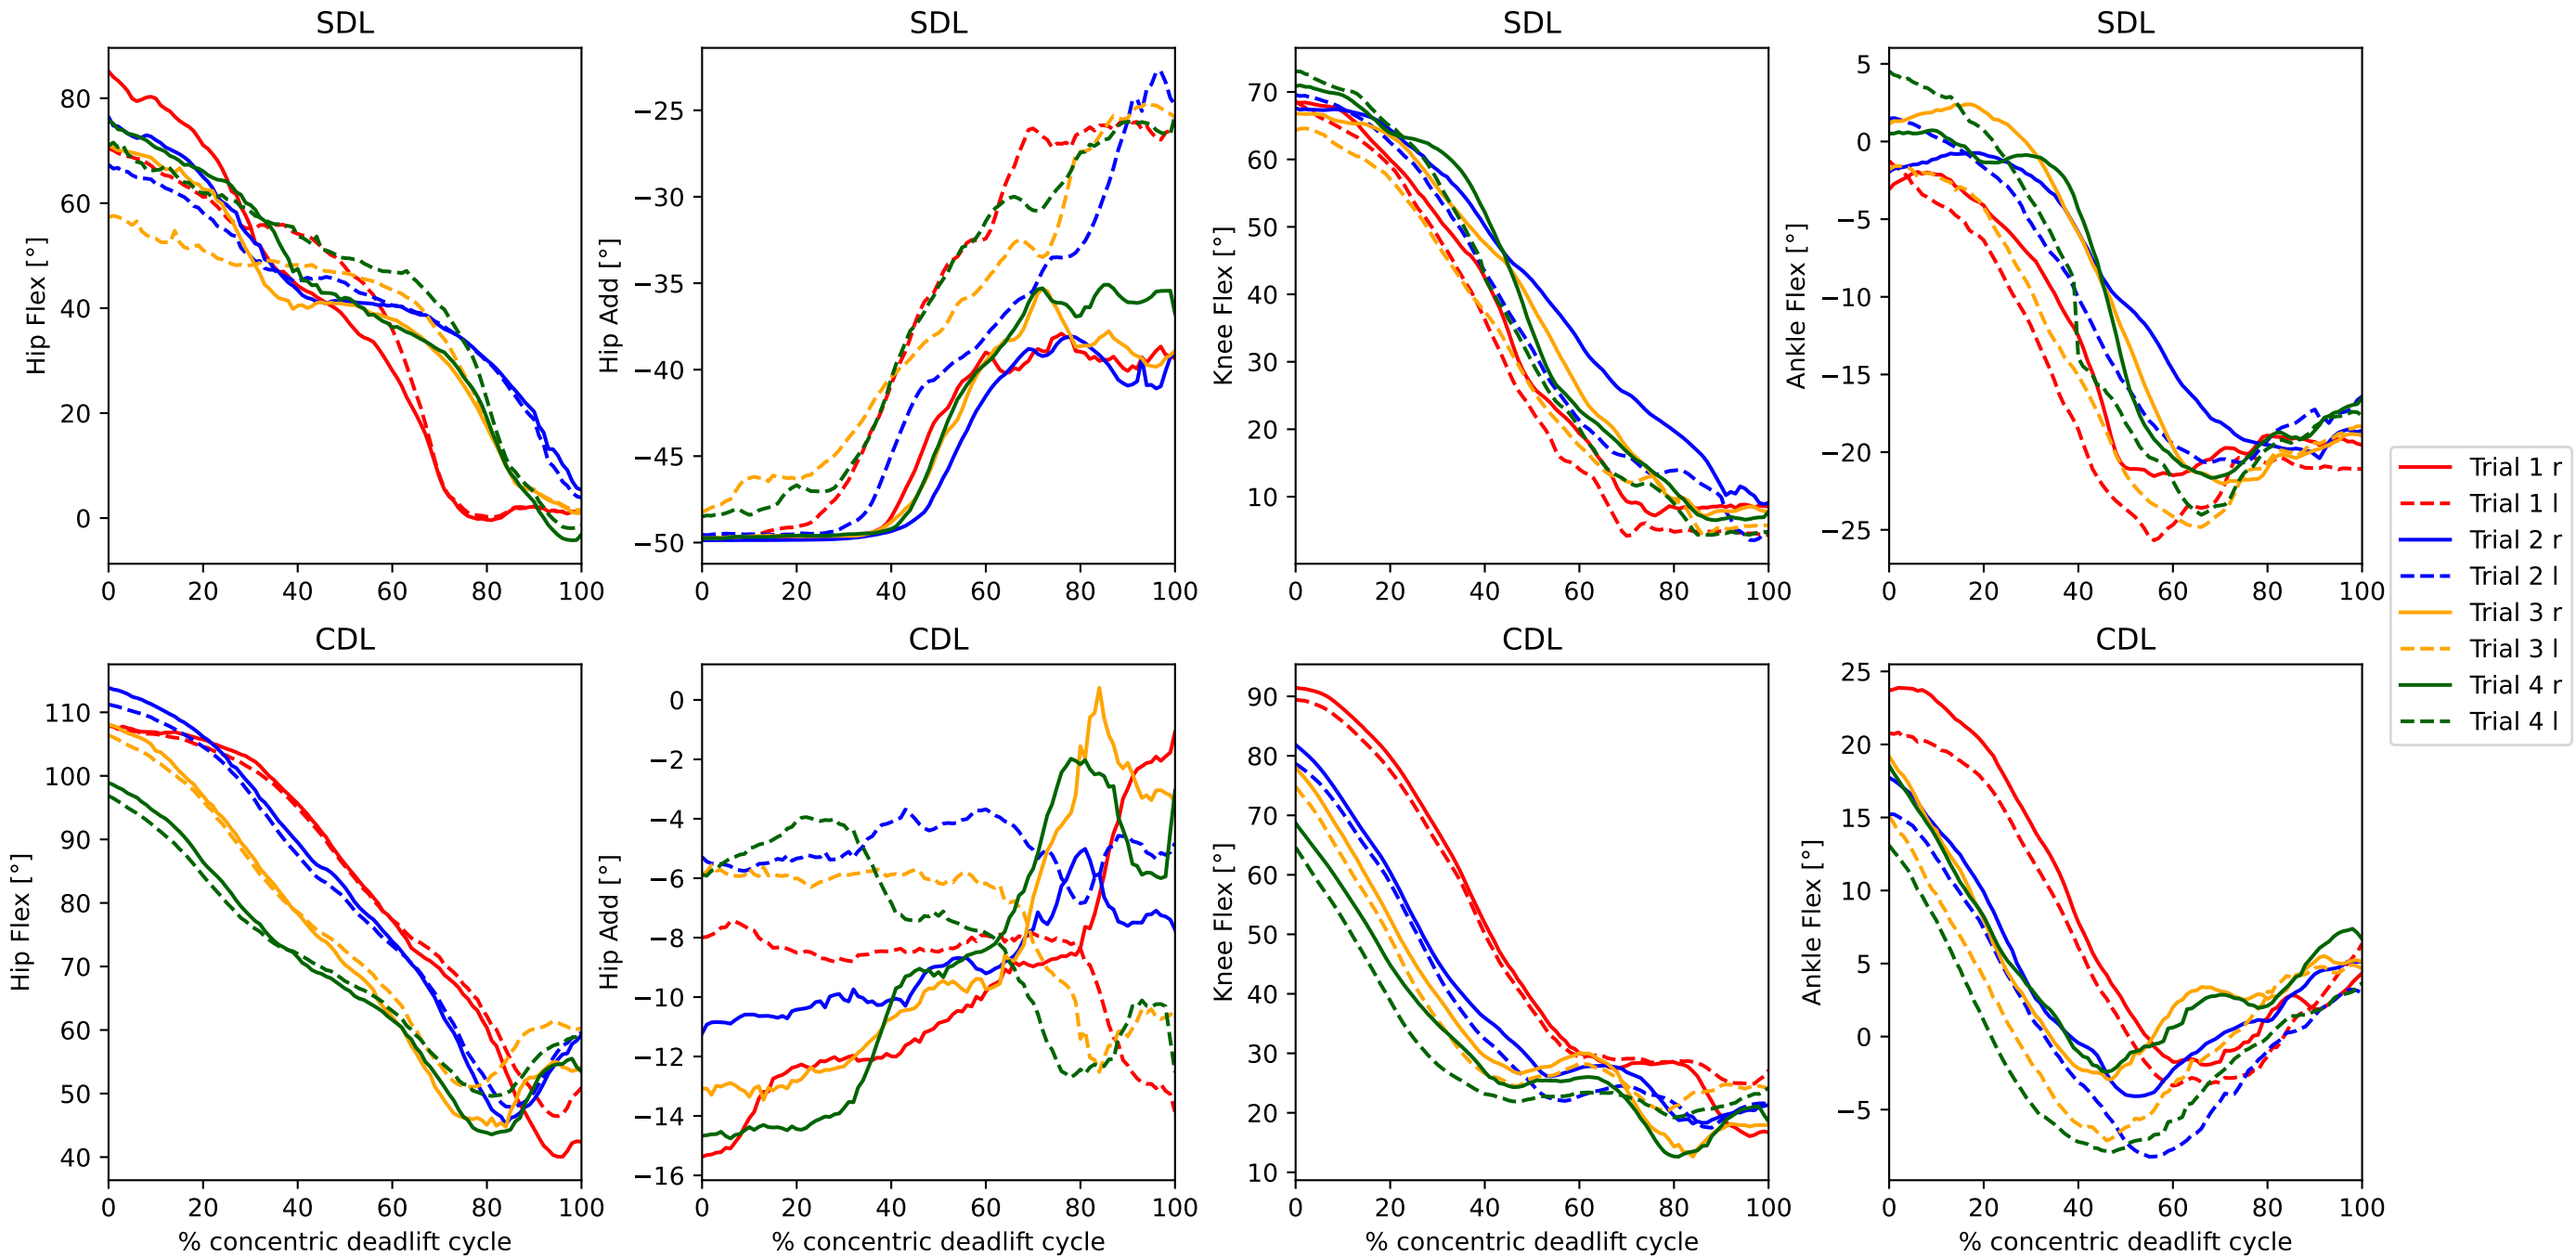 SDL
SDL
SDL
SDL
Hip Flex [°]
80
60
40
20
0
0 20 40 60 80 100
Hip Add [°]
−25
−30
−35
−40
−45
−50
0 20 40 60 80 100
Knee Flex [°]
70
60
50
40
30
20
10
0 20 40 60 80 100
Ankle Flex [°]
5
0
−5
−10
−15
−20
−25
0 20 40 60 80 100
Trial 1 r
Trial 1 l
Trial 2 r
Trial 2 l
Trial 3 r
Trial 3 l
Trial 4 r
Trial 4 l
CDL
CDL
CDL
CDL
Hip Flex [°]
110
100
90
80
70
60
50
40
0 20 40 60 80 100
% concentric deadlift cycle
Hip Add [°]
0
−2
−4
−6
−8
−10
−12
−14
−16
0 20 40 60 80 100
% concentric deadlift cycle
Knee Flex [°]
90
80
70
60
50
40
30
20
10
0 20 40 60 80 100
% concentric deadlift cycle
Ankle Flex [°]
25
20
15
10
5
0
−5
0 20 40 60 80 100
% concentric deadlift cycle